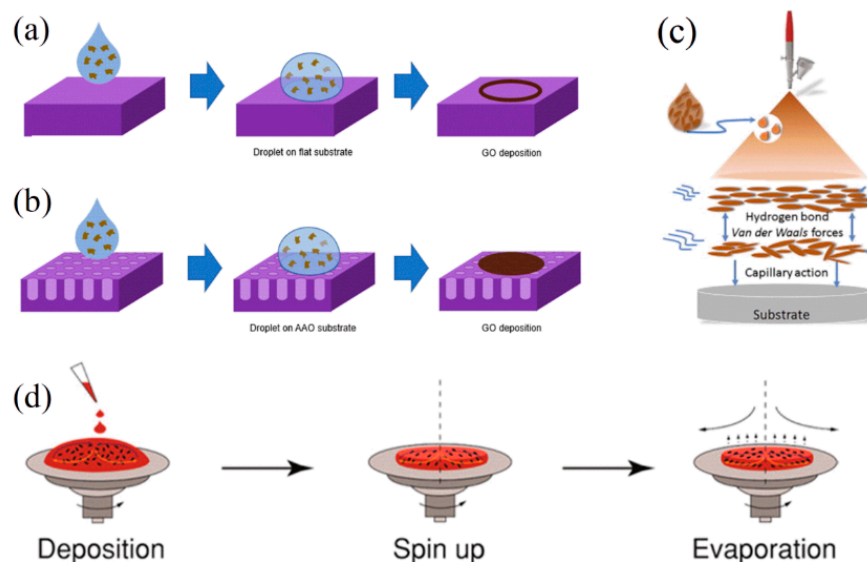 (a)
Droplet on flat substrate
GO deposition
(b)
Droplet on AAO substrate
GO deposition
(c)
Hydrogen bond
Van der Waals forces
Capillary action
Substrate
(d)
Deposition
Spin up
Evaporation